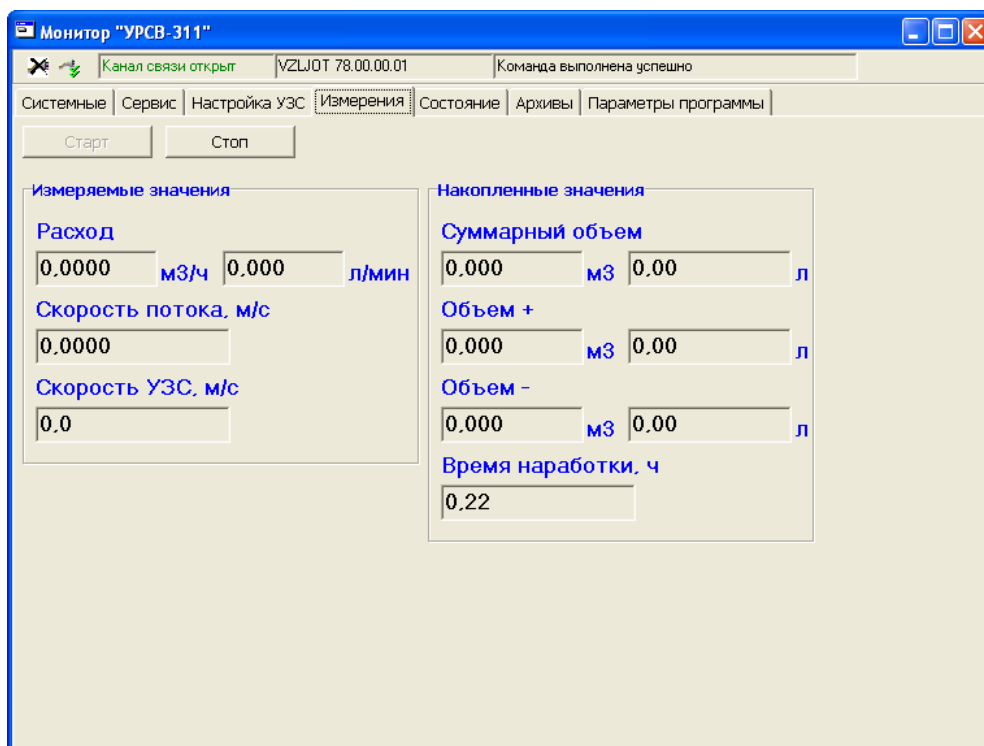 Монитор "УРСВ-311"
Канал связи открыт VZLJOT 78.00.00.01 Команда выполнена успешно
Системные Сервис Настройка УЗС Измерения Состояние Архивы Параметры программы
Старт Стоп
Измеряемые значения
Расход
0,0000 м3/ч 0,000 л/мин
Скорость потока, м/с
0,0000
Скорость УЗС, м/с
0,0
Накопленные значения
Суммарный объем
0,000 м3 0,00 л
Объем +
0,000 м3 0,00 л
Объем -
0,000 м3 0,00 л
Время наработки, ч
0,22